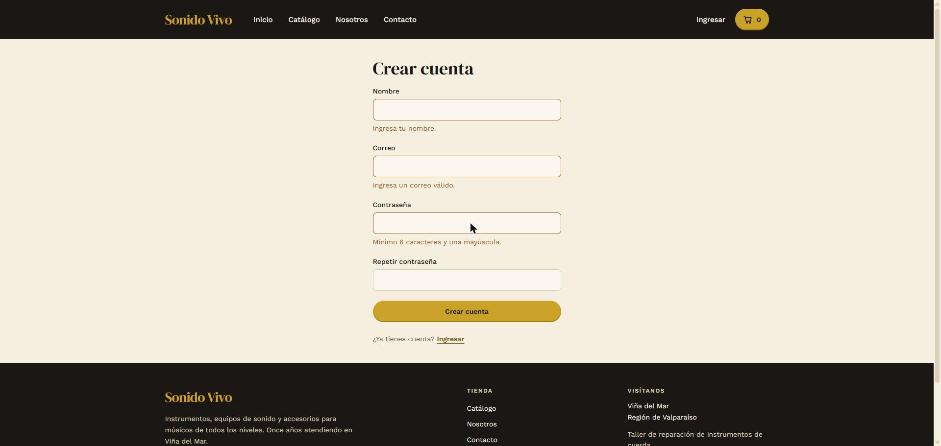 Sonido Vivo
Inicio
Catálogo
Nosotros
Contacto
Ingresar
0
Crear cuenta
Nombre
Ingresa tu nombre.
Correo
Ingresa un correo válido.
Contraseña
Mínimo 6 caracteres y una mayúscula.
Repetir contraseña
Crear cuenta
¿Ya tienes cuenta? Ingresar
Sonido Vivo
Instrumentos, equipos de sonido y accesorios para
músicos de todos los niveles. Once años atendiendo en
Viña del Mar.
TIENDA
Catálogo
Nosotros
Contacto
VISÍTANOS
Viña del Mar
Región de Valparaíso
Taller de reparación de instrumentos de
cuerda